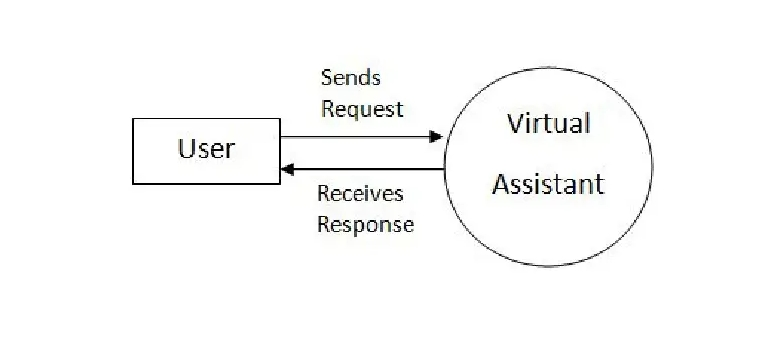 Sends
Request
User
Receives
Response
Virtual
Assistant